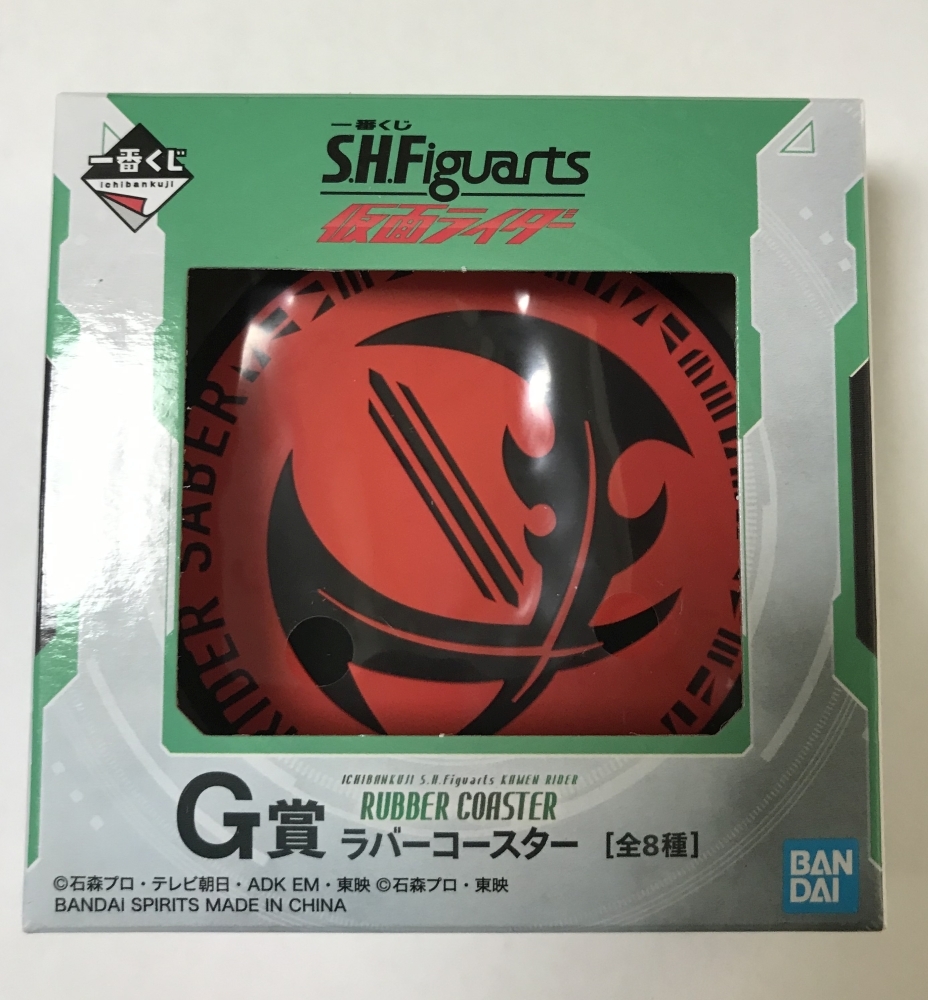 一番くじ
ichibankuji
一番くじ
S.H.Figuarts
仮面ライダー
RIDER SABER
ICHIBANKUJI S.H.Figuarts KAMEN RIDER
RUBBER COASTER
G賞 ラバーコースター [全8種]
©石森プロ・テレビ朝日・ADK EM・東映 ©石森プロ・東映
BANDAI SPIRITS MADE IN CHINA
BAN
DAI